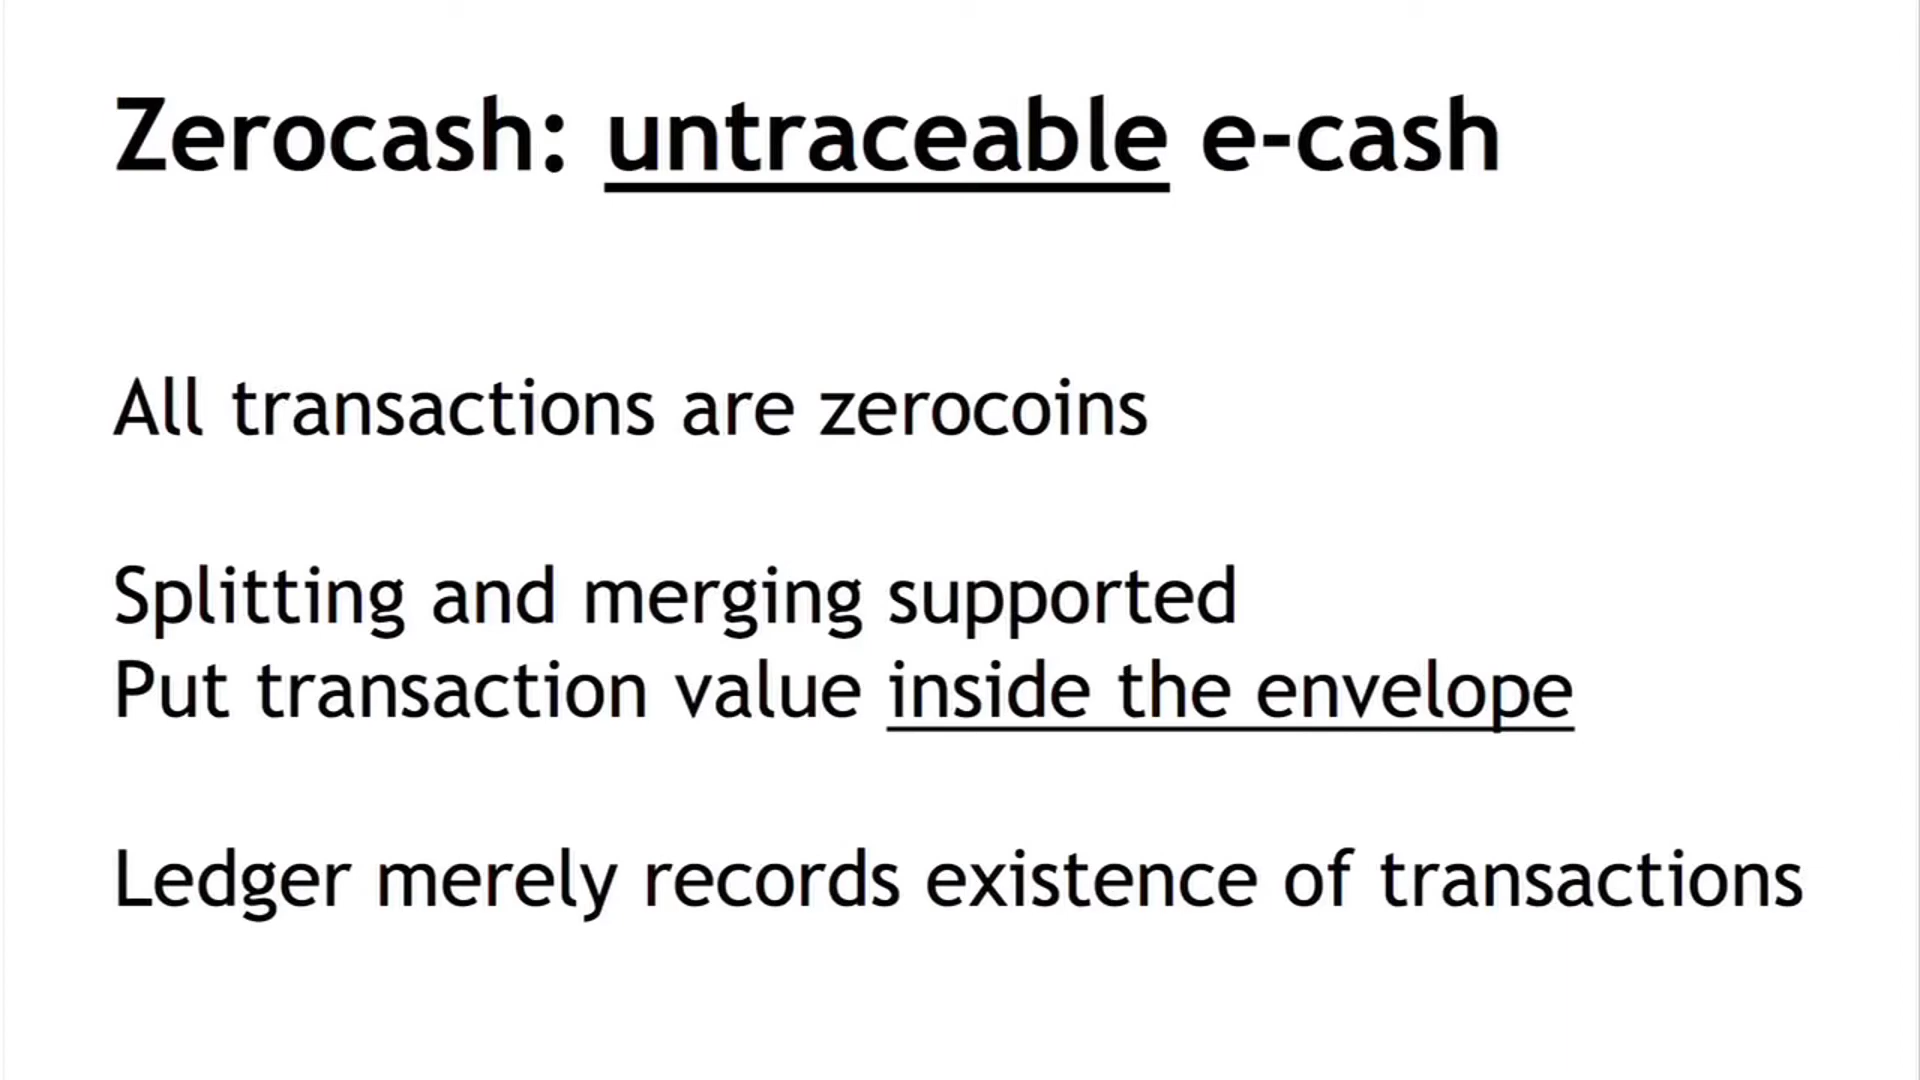 Zerocash: untraceable e-cash
All transactions are zerocoins
Splitting and merging supported
Put transaction value inside the envelope
Ledger merely records existence of transactions